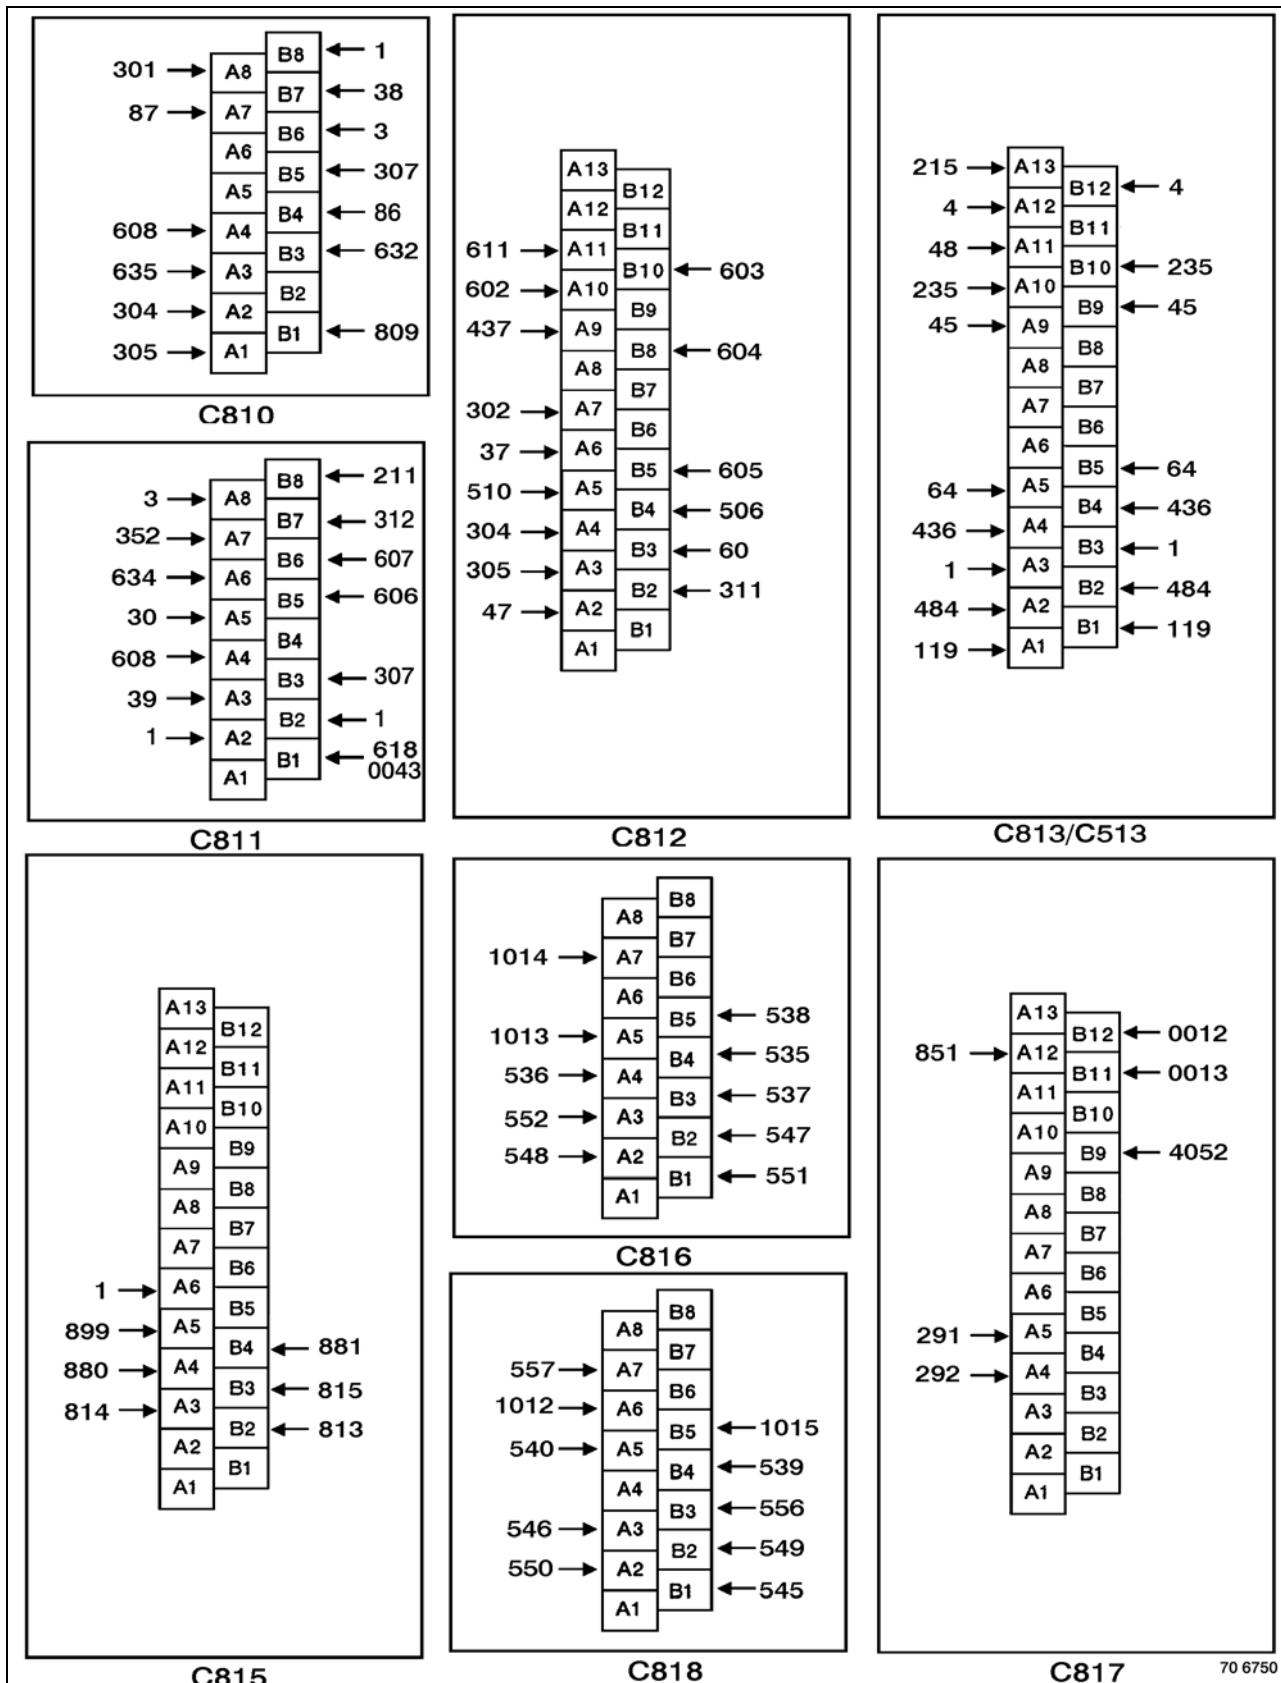 B8 1
301 A8
B7 38
87 A7
B6 3
A6
B5 307
A5
B4 86
608 A4
B3 632
635 A3
B2
304 A2
B1 809
305 A1
C810
B8 211
3 A8
B7 312
352 A7
B6 607
634 A6
B5 606
30 A5
B4
608 A4
B3 307
39 A3
B2 1
1 A2
B1 618
0043
A1
C811
A13
B12
A12
B11
611 A11
B10 603
602 A10
B9
437 A9
B8 604
A8
B7
302 A7
B6
37 A6
B5 605
510 A5
B4 506
304 A4
B3 60
305 A3
B2 311
47 A2
B1
A1
C812
215 A13
B12 4
4 A12
B11
48 A11
B10 235
235 A10
B9 45
45 A9
B8
A8
B7
A7
B6
A6
B5 64
64 A5
B4 436
436 A4
B3 1
1 A3
B2 484
484 A2
B1 119
119 A1
C813/C513
A13
B12
A12
B11
A11
B10
A10
B9
A9
B8
A8
B7
A7
B6
1 A6
B5
899 A5
B4 881
880 A4
B3 815
814 A3
B2 813
A2
B1
A1
C815
B8
A8
B7
1014 A7
B6
A6
B5 538
1013 A5
B4 535
536 A4
B3 537
552 A3
B2 547
548 A2
B1 551
A1
C816
B8
A8
B7
557 A7
B6
1012 A6
B5 1015
540 A5
B4 539
A4
B3 556
546 A3
B2 549
550 A2
B1 545
A1
C818
A13
B12 0012
851 A12
B11 0013
A11
B10
A10
B9 4052
A9
B8
A8
B7
A7
B6
A6
B5
291 A5
B4
292 A4
B3
A3
B2
A2
B1
A1
C817
70 6750